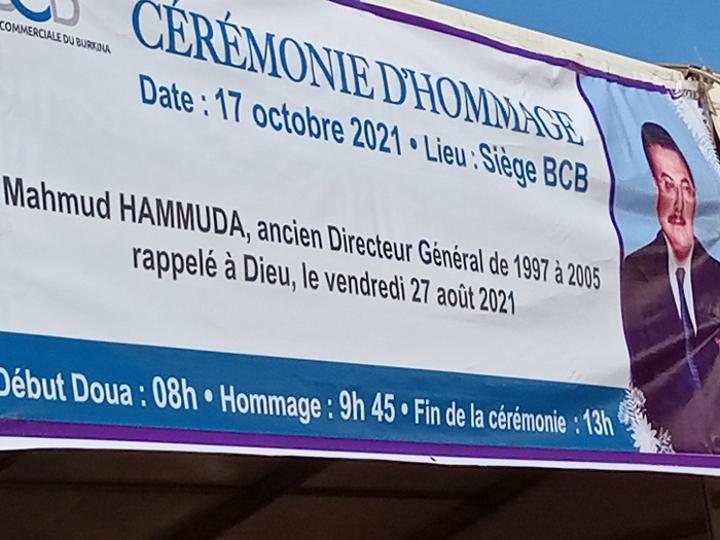 BCB
COMMERCIALE DU BURKINA
CÉRÉMONIE D'HOMMAGE
Date : 17 octobre 2021 • Lieu : Siège BCB
Mahmud HAMMUDA, ancien Directeur Général de 1997 à 2005
rappelé à Dieu, le vendredi 27 août 2021
Début Doua : 08h • Hommage : 9h 45 • Fin de la cérémonie : 13h